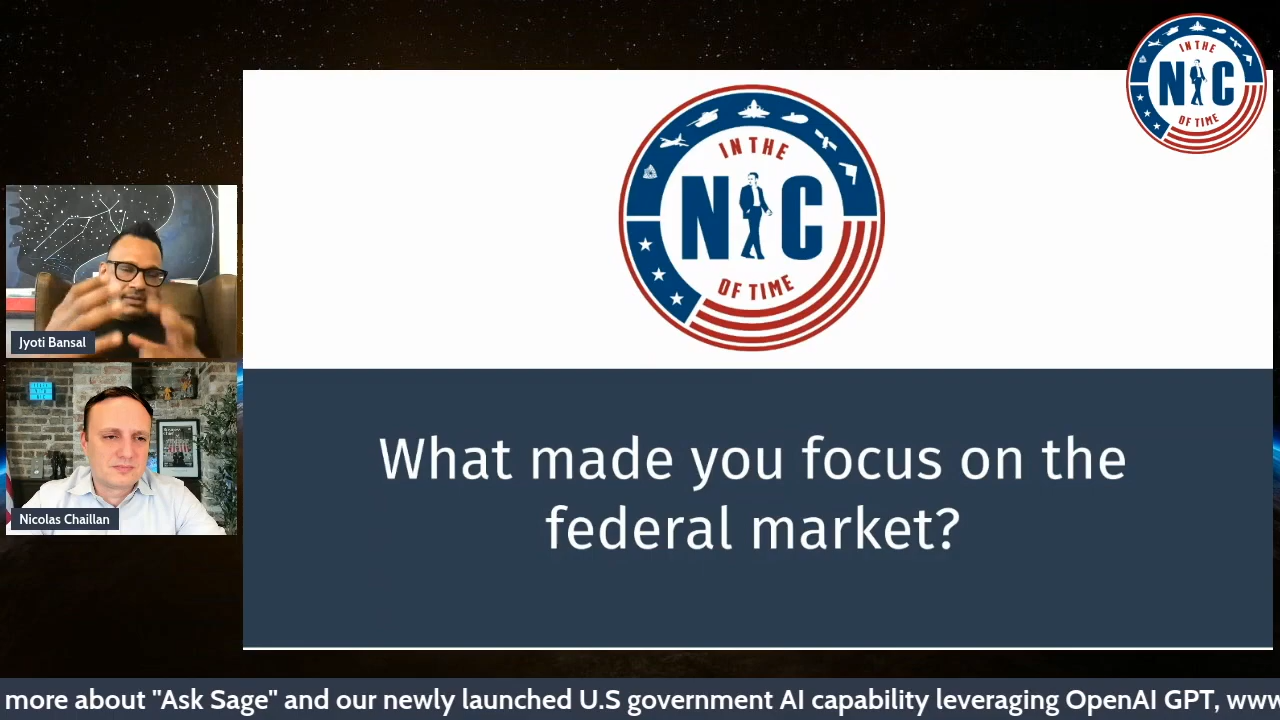 IN THE
NIC
OF TIME
IN THE
NIC
OF TIME
Jyoti Bansal
Nicolas Chaillan
What made you focus on the
federal market?
more about "Ask Sage" and our newly launched U.S government AI capability leveraging OpenAI GPT, www